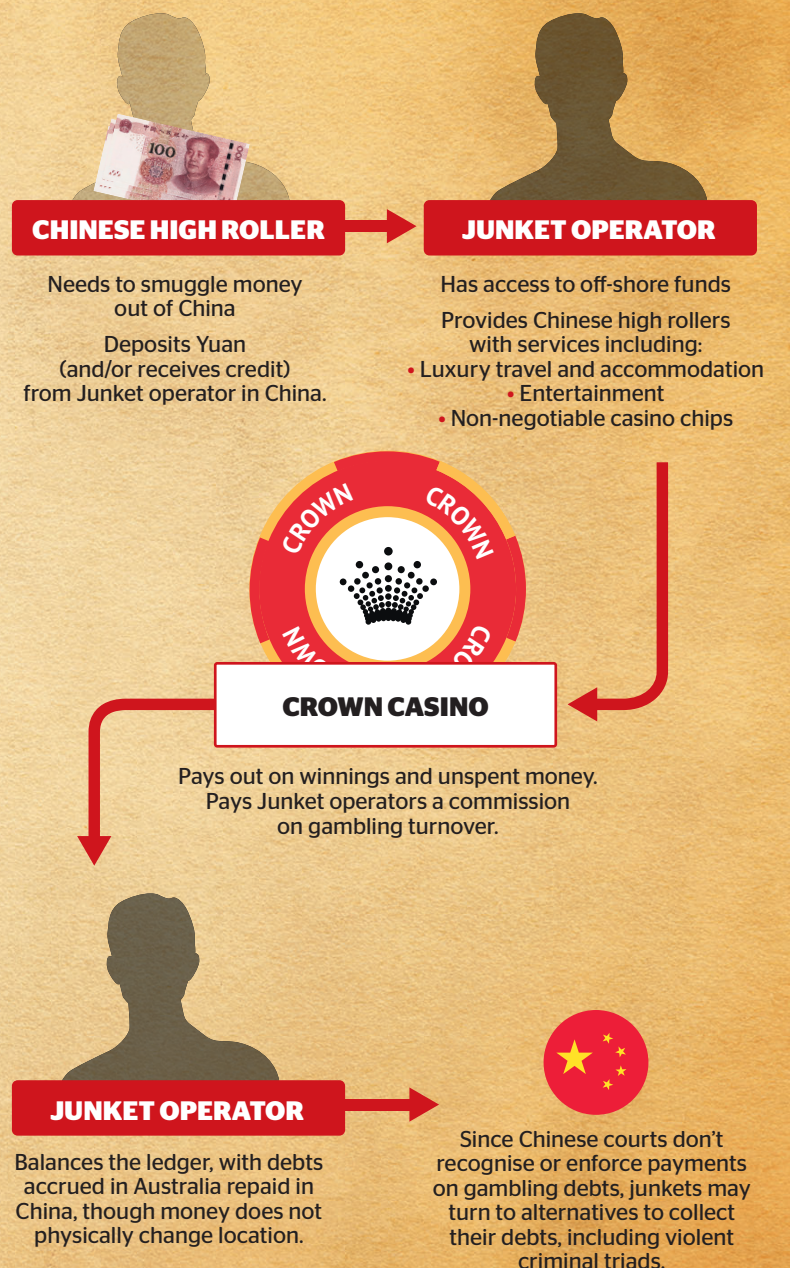 100
CHINESE HIGH ROLLER
Needs to smuggle money
out of China
Deposits Yuan
(and/or receives credit)
from Junket operator in China.
JUNKET OPERATOR
Has access to off-shore funds
Provides Chinese high rollers
with services including:
• Luxury travel and accommodation
• Entertainment
• Non-negotiable casino chips
CROWN
CROWN
CROWN CASINO
Pays out on winnings and unspent money.
Pays Junket operators a commission
on gambling turnover.
JUNKET OPERATOR
Balances the ledger, with debts
accrued in Australia repaid in
China, though money does not
physically change location.
Since Chinese courts don’t
recognise or enforce payments
on gambling debts, junkets may
turn to alternatives to collect
their debts, including violent
criminal triads.